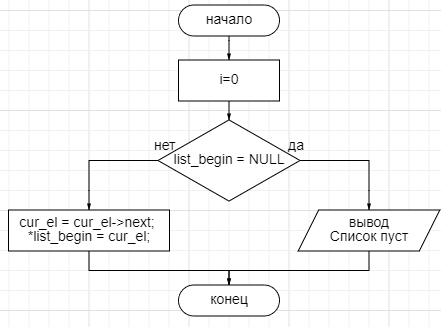 начало
i=0
нет
да
list_begin = NULL
cur_el = cur_el->next;
*list_begin = cur_el;
вывод
Список пуст
конец